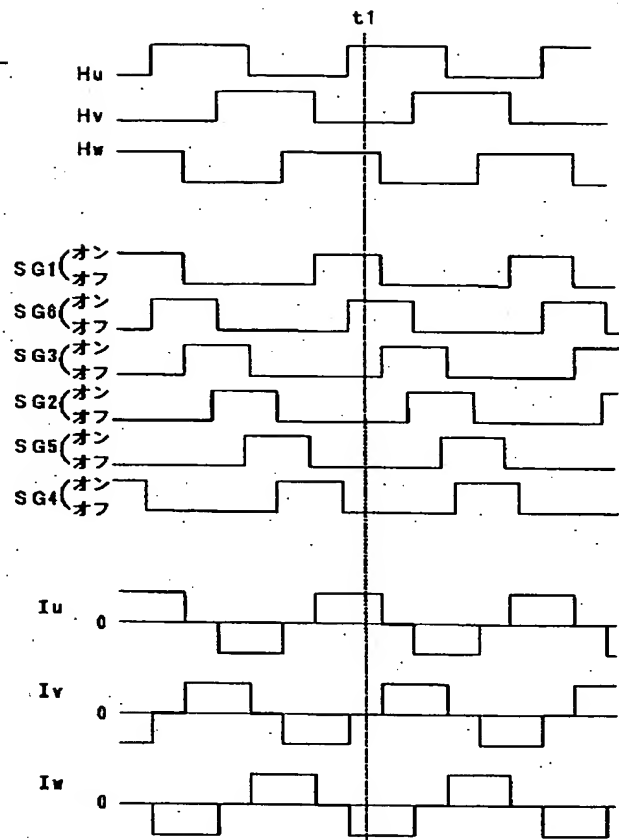 t1
Hu
Hv
Hw
SG1(オン
オフ
SG6(オン
オフ
SG3(オン
オフ
SG2(オン
オフ
SG5(オン
オフ
SG4(オン
オフ
Iu 0
Iv 0
Iw 0